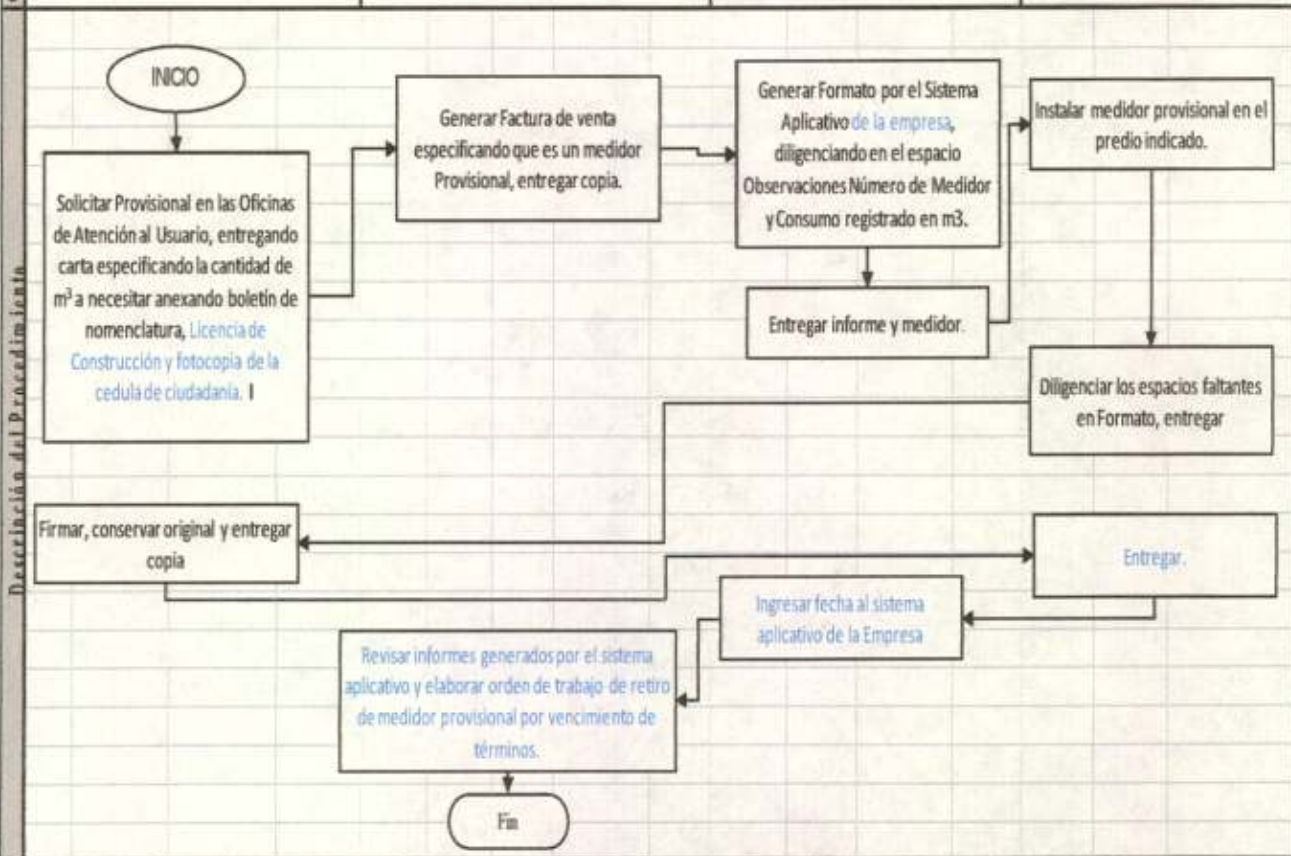 INICIO
Solicitar Provisional en las Oficinas
de Atención al Usuario, entregando
carta especificando la cantidad de
m³ a necesitar anexando boletín de
nomenclatura, Licencia de
Construcción y fotocopia de la
cedula de ciudadanía. I
Generar Factura de venta
especificando que es un medidor
Provisional, entregar copia.
Generar Formato por el Sistema
Aplicativo de la empresa,
diligenciando en el espacio
Observaciones Número de Medidor
y Consumo registrado en m3.
Entregar informe y medidor.
Instalar medidor provisional en el
predio indicado.
Diligenciar los espacios faltantes
en Formato, entregar
Firmar, conservar original y entregar
copia
Entregar.
Ingresar fecha al sistema
aplicativo de la Empresa
Revisar informes generados por el sistema
aplicativo y elaborar orden de trabajo de retiro
de medidor provisional por vencimiento de
términos.
Fin
Descripción del Procedimiento